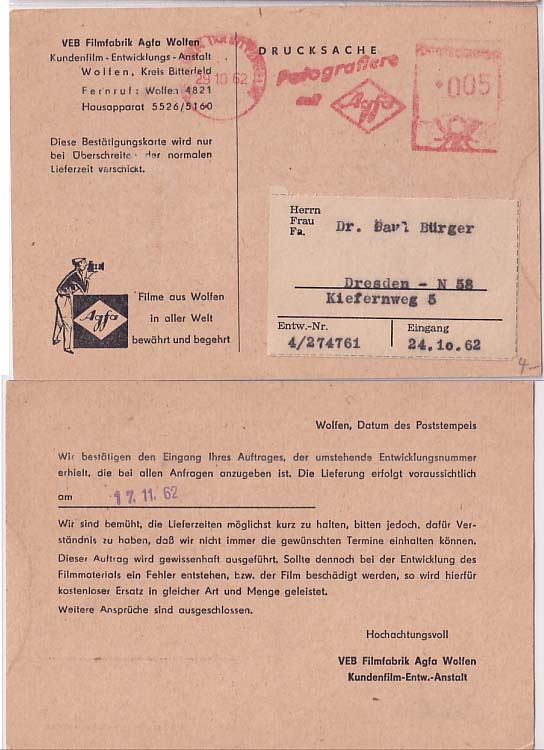 VEB Filmfabrik Agfa Wolfen
Kundenfilm-Entwicklungs-Anstalt
Wolfen, Kreis Bitterfeld
Fernruf: Wolfen 4821
Hausapparat 5526/5160
Diese Bestätigungskarte wird nur
bei Überschreiten der normalen
Lieferzeit verschickt.
Agfa
Filme aus Wolfen
in aller Welt
bewährt und begehrt
DRUCKSACHE
29.10.62
Fotografiere
mit Agfa
005
Herrn
Frau
Fa.
Dr. Paul Bürger
Dresden - N 58
Kiefernweg 5
Entw.-Nr. Eingang
4/274761 24.10.62
4-
Wolfen, Datum des Poststempels
Wir bestätigen den Eingang Ihres Auftrages, der umstehende Entwicklungsnummer
erhielt, die bei allen Anfragen anzugeben ist. Die Lieferung erfolgt voraussichtlich
am 17.11.62
Wir sind bemüht, die Lieferzeiten möglichst kurz zu halten, bitten jedoch, dafür Ver-
ständnis zu haben, daß wir nicht immer die gewünschten Termine einhalten können.
Dieser Auftrag wird gewissenhaft ausgeführt. Sollte dennoch bei der Entwicklung des
Filmmaterials ein Fehler entstehen, bzw. der Film beschädigt werden, so wird hierfür
kostenloser Ersatz in gleicher Art und Menge geleistet.
Weitere Ansprüche sind ausgeschlossen.
Hochachtungsvoll
VEB Filmfabrik Agfa Wolfen
Kundenfilm-Entw.-Anstalt